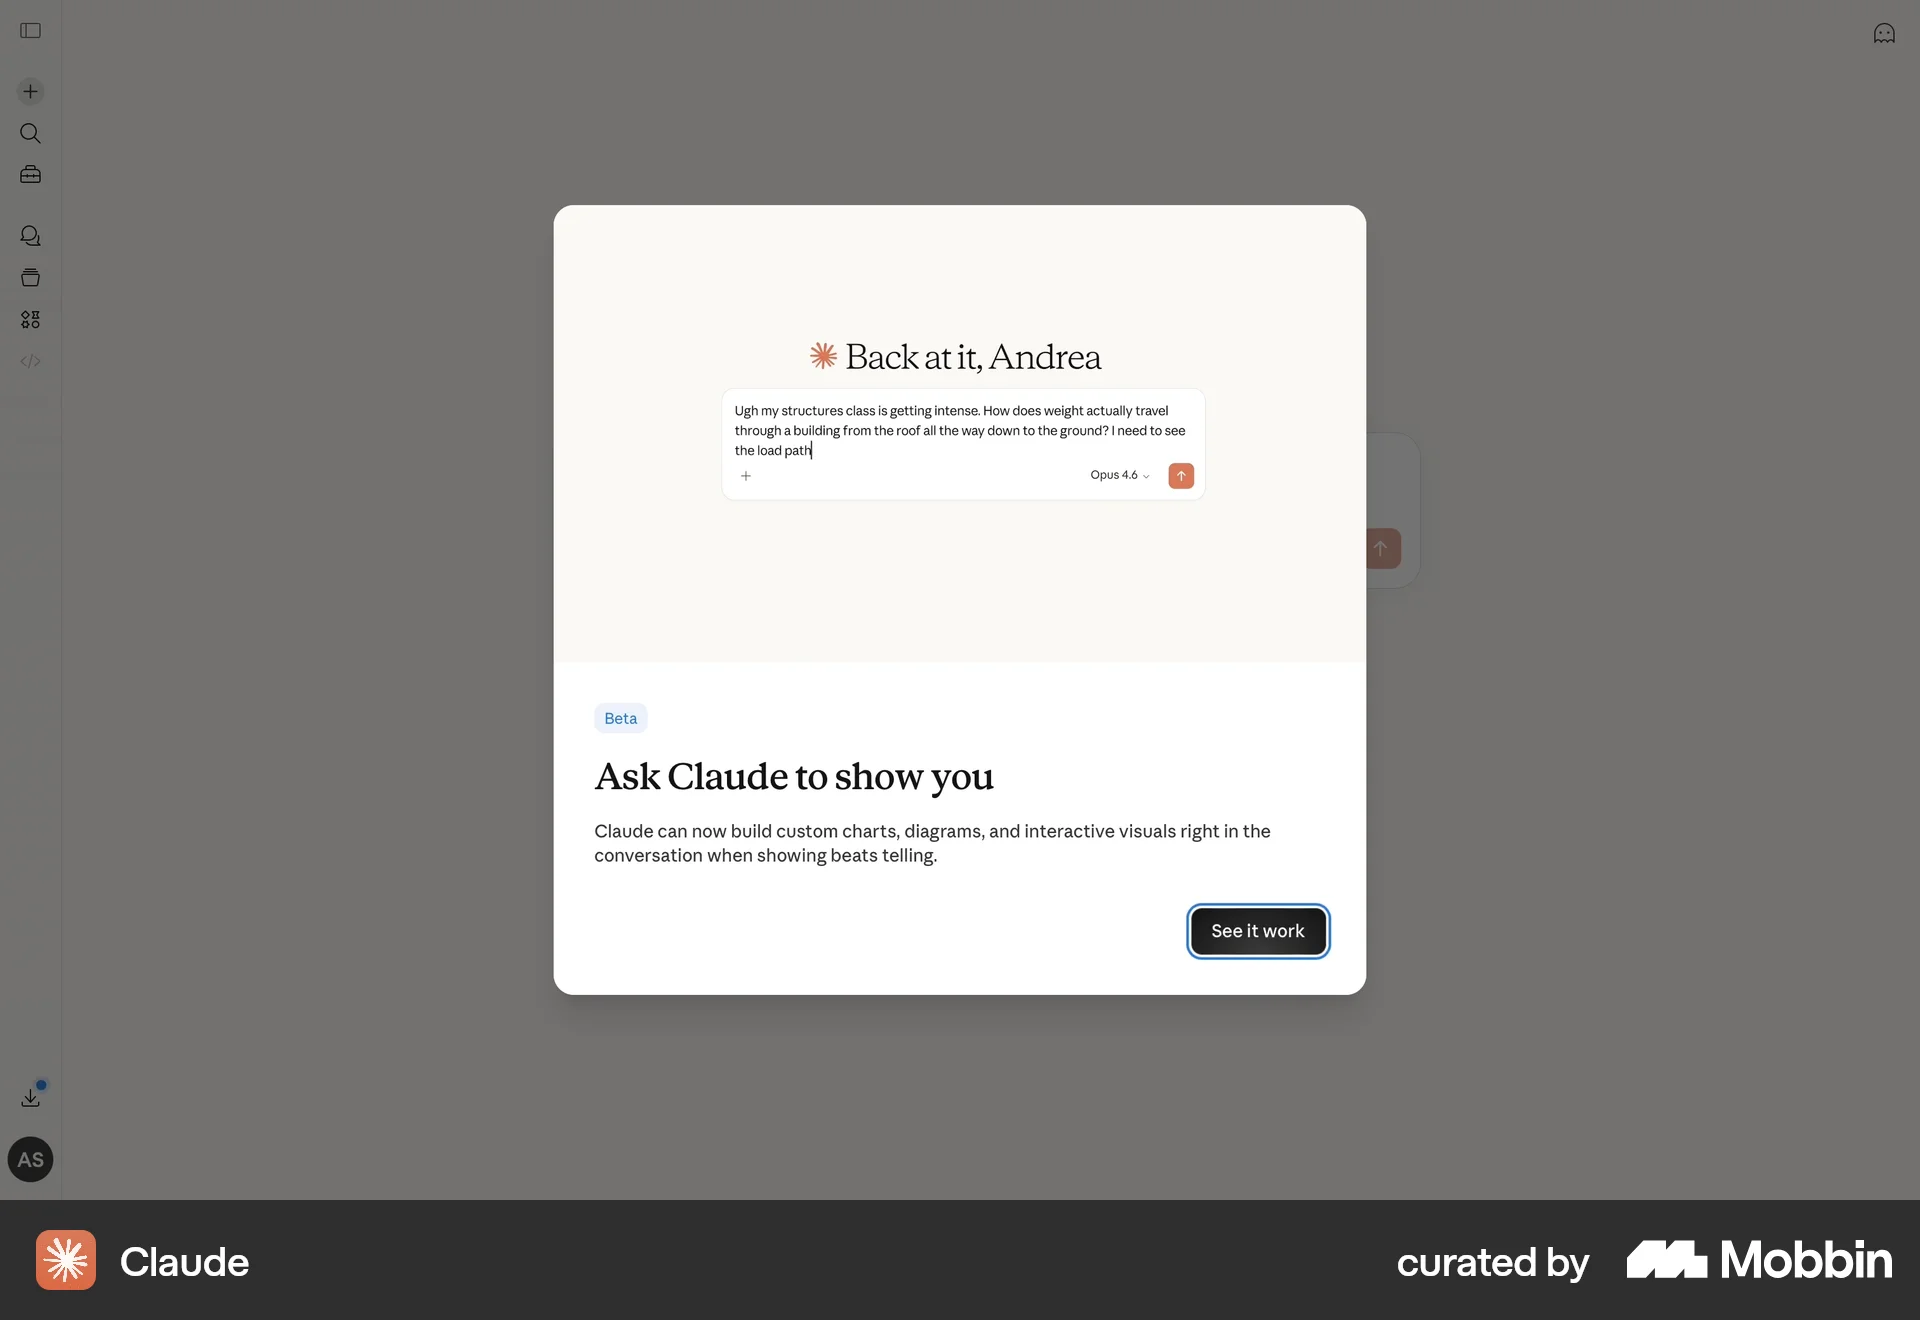 Back at it, Andrea
Ugh my structures class is getting intense. How does weight actually travel
through a building from the roof all the way down to the ground? I need to see
the load path
Opus 4.6
Beta
Ask Claude to show you
Claude can now build custom charts, diagrams, and interactive visuals right in the
conversation when showing beats telling.
See it work
AS
Claude
curated by
Mobbin